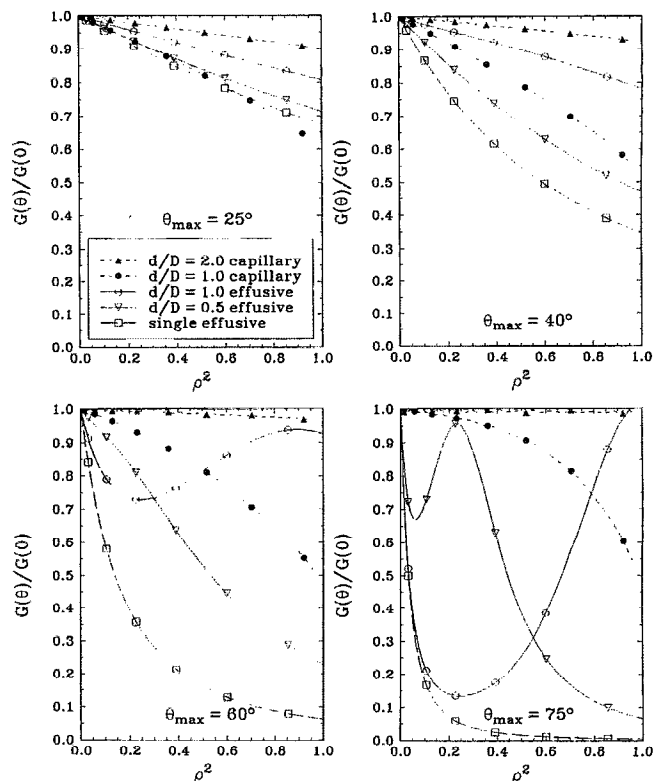 1.0
0.9
0.8
0.7
0.6
0.5
0.4
0.3
0.2
0.1
0.0
G(θ)/G(0)
θmax = 25°
d/D = 2.0 capillary
d/D = 1.0 capillary
d/D = 1.0 effusive
d/D = 0.5 effusive
single effusive
0.0 0.2 0.4 0.6 0.8 1.0
ρ²
1.0
0.9
0.8
0.7
0.6
0.5
0.4
0.3
0.2
0.1
0.0
G(θ)/G(0)
θmax = 40°
0.0 0.2 0.4 0.6 0.8 1.0
ρ²
1.0
0.9
0.8
0.7
0.6
0.5
0.4
0.3
0.2
0.1
0.0
G(θ)/G(0)
θmax = 60°
0.0 0.2 0.4 0.6 0.8 1.0
ρ²
1.0
0.9
0.8
0.7
0.6
0.5
0.4
0.3
0.2
0.1
0.0
G(θ)/G(0)
θmax = 75°
0.0 0.2 0.4 0.6 0.8 1.0
ρ²